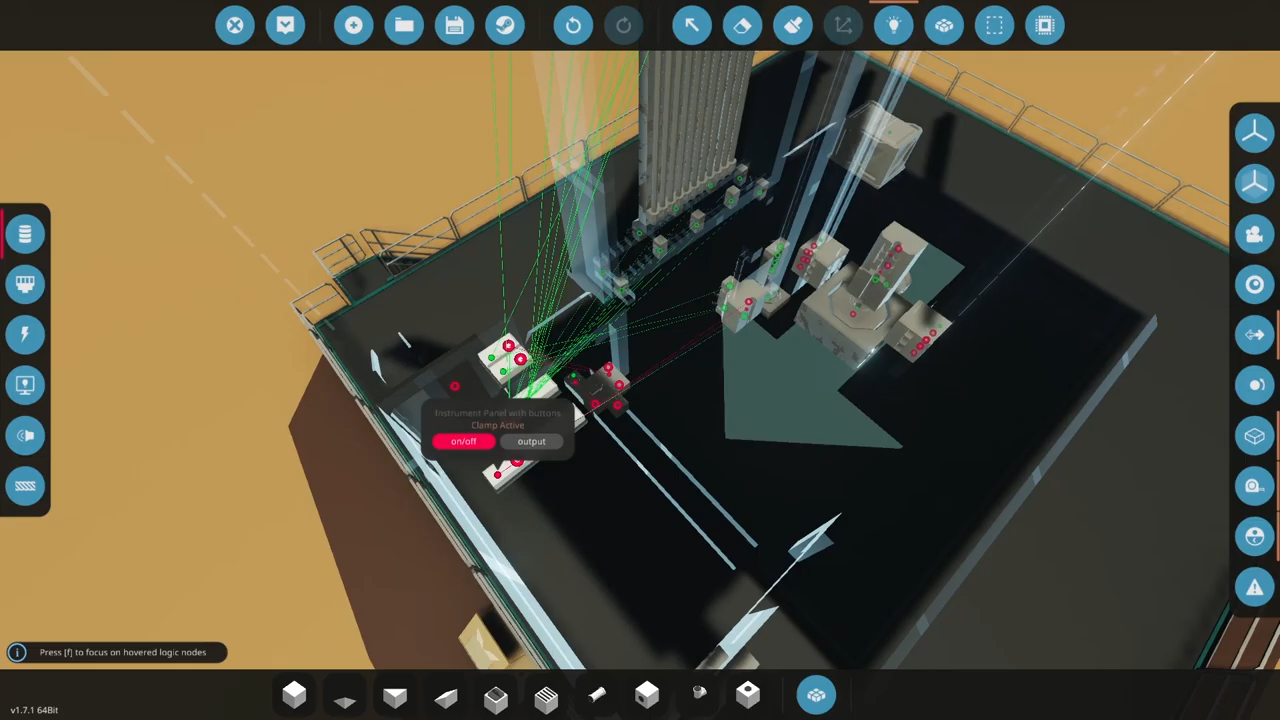 Instrument Panel with buttons
Clamp Active
on/off
output
Press [f] to focus on hovered logic nodes
v1.7.1 64Bit